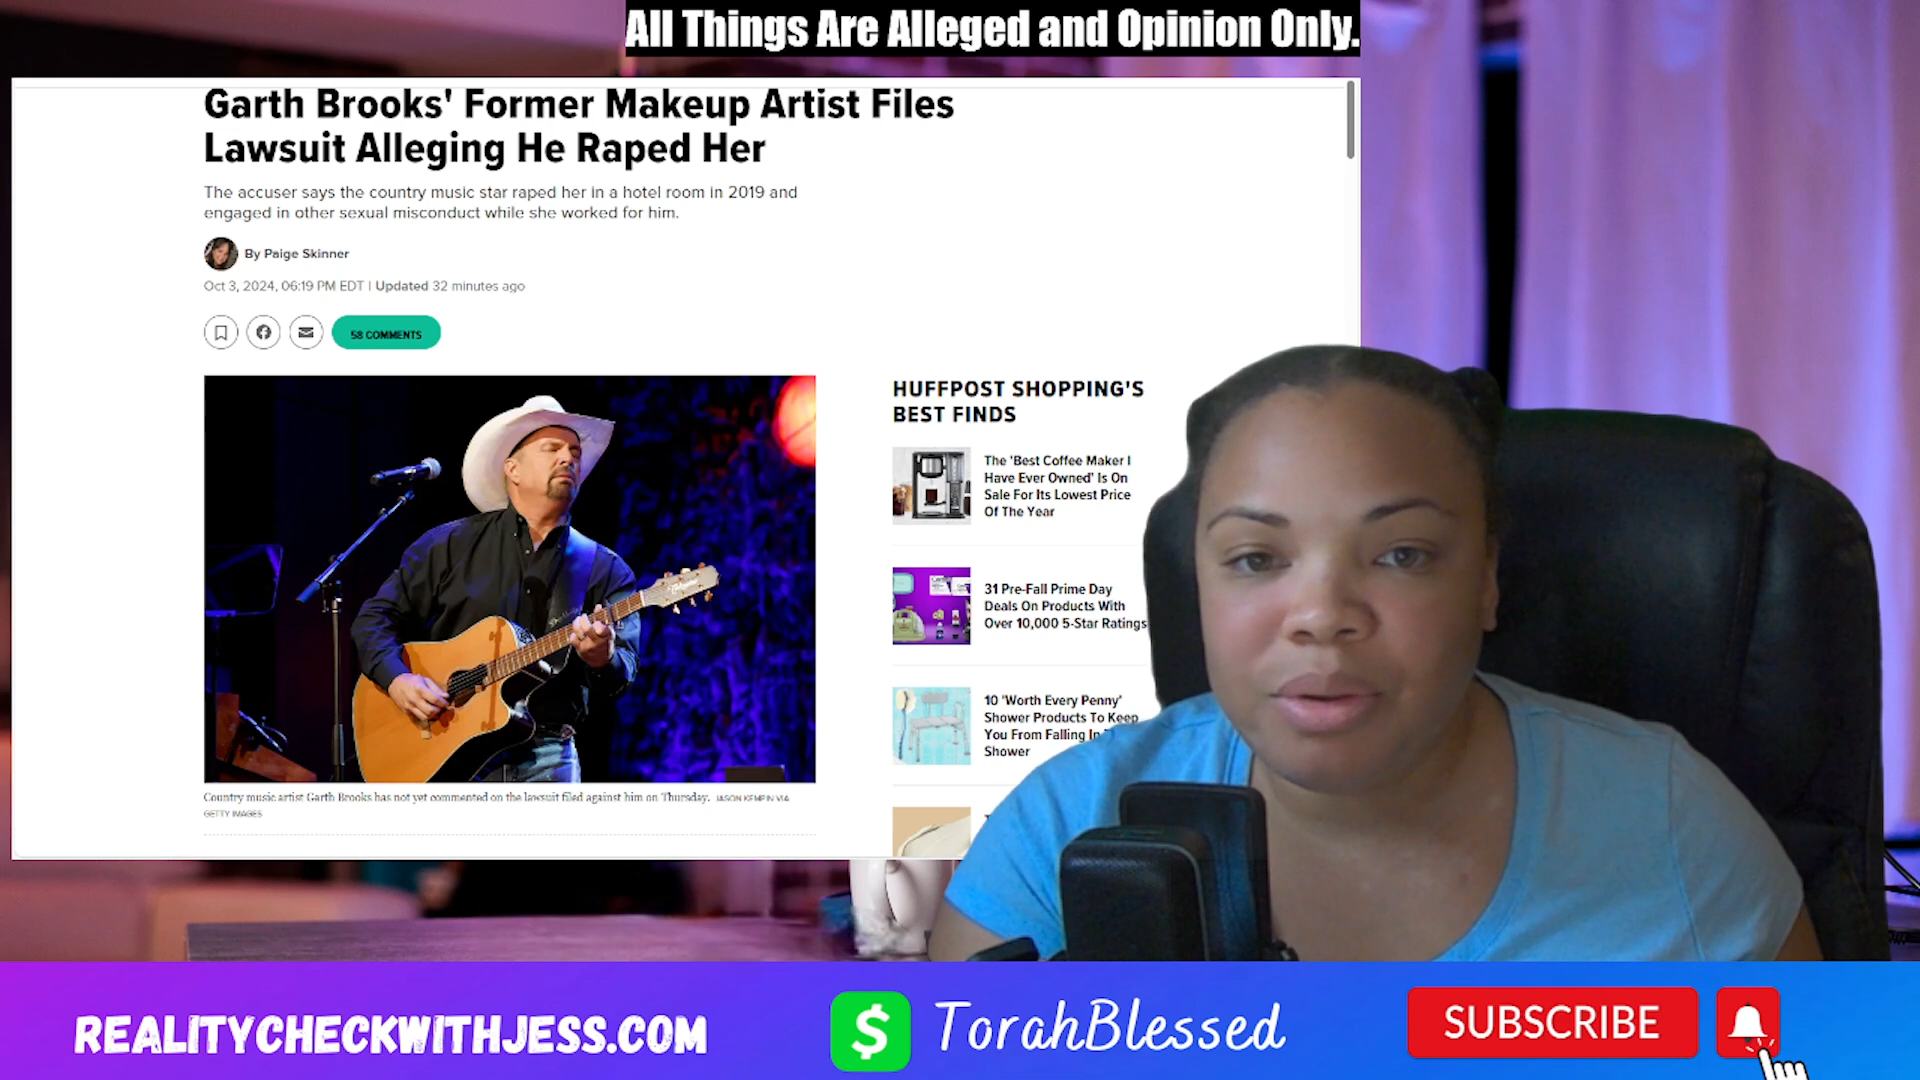 All Things Are Alleged and Opinion Only.
Garth Brooks' Former Makeup Artist Files
Lawsuit Alleging He Raped Her
The accuser says the country music star raped her in a hotel room in 2019 and
engaged in other sexual misconduct while she worked for him.
By Paige Skinner
Oct 3, 2024, 06:19 PM EDT | Updated 32 minutes ago
58 COMMENTS
HUFFPOST SHOPPING'S
BEST FINDS
The 'Best Coffee Maker I
Have Ever Owned' Is On
Sale For Its Lowest Price
Of The Year
31 Pre-Fall Prime Day
Deals On Products With
Over 10,000 5-Star Ratings
10 'Worth Every Penny'
Shower Products To Keep
You From Falling In
Shower
Country music artist Garth Brooks has not yet commented on the lawsuit filed against him on Thursday. JASON KEMPIN VIA
GETTY IMAGES
REALITYCHECKWITHJESS.COM
$ TorahBlessed
SUBSCRIBE